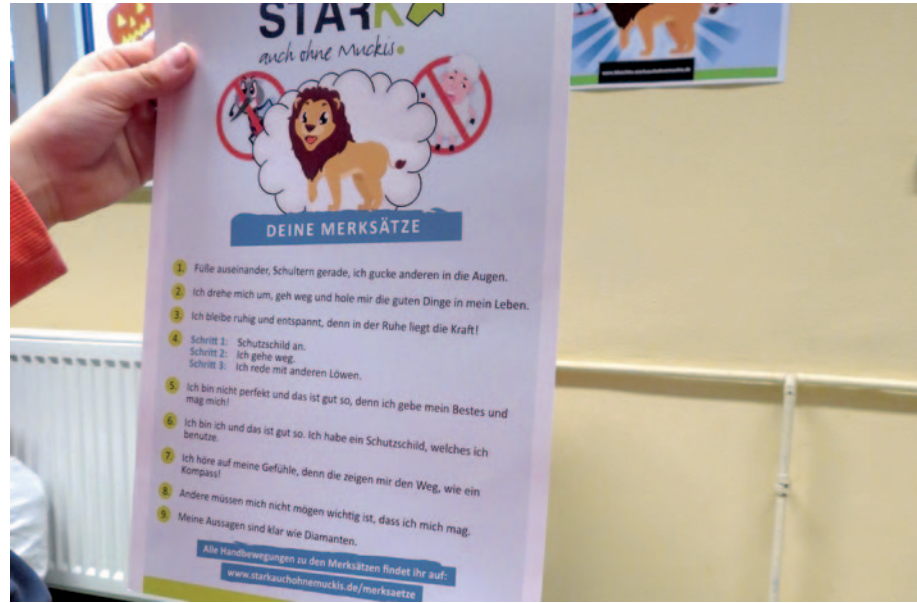 STARK
auch ohne Muckis.
DEINE MERKSÄTZE
1. Füße auseinander, Schultern gerade, ich gucke anderen in die Augen.
2. Ich drehe mich um, geh weg und hole mir die guten Dinge in mein Leben.
3. Ich bleibe ruhig und entspannt, denn in der Ruhe liegt die Kraft!
4. Schritt 1: Schutzschild an.
Schritt 2: Ich gehe weg.
Schritt 3: Ich rede mit anderen Löwen.
5. Ich bin nicht perfekt und das ist gut so, denn ich gebe mein Bestes und
mag mich!
6. Ich bin ich und das ist gut so. Ich habe ein Schutzschild, welches ich
benutze.
7. Ich höre auf meine Gefühle, denn die zeigen mir den Weg, wie ein
Kompass!
8. Andere müssen mich nicht mögen wichtig ist, dass ich mich mag.
9. Meine Aussagen sind klar wie Diamanten.
Alle Handbewegungen zu den Merksätzen findet ihr auf:
www.starkauchohnemuckis.de/merksaetze